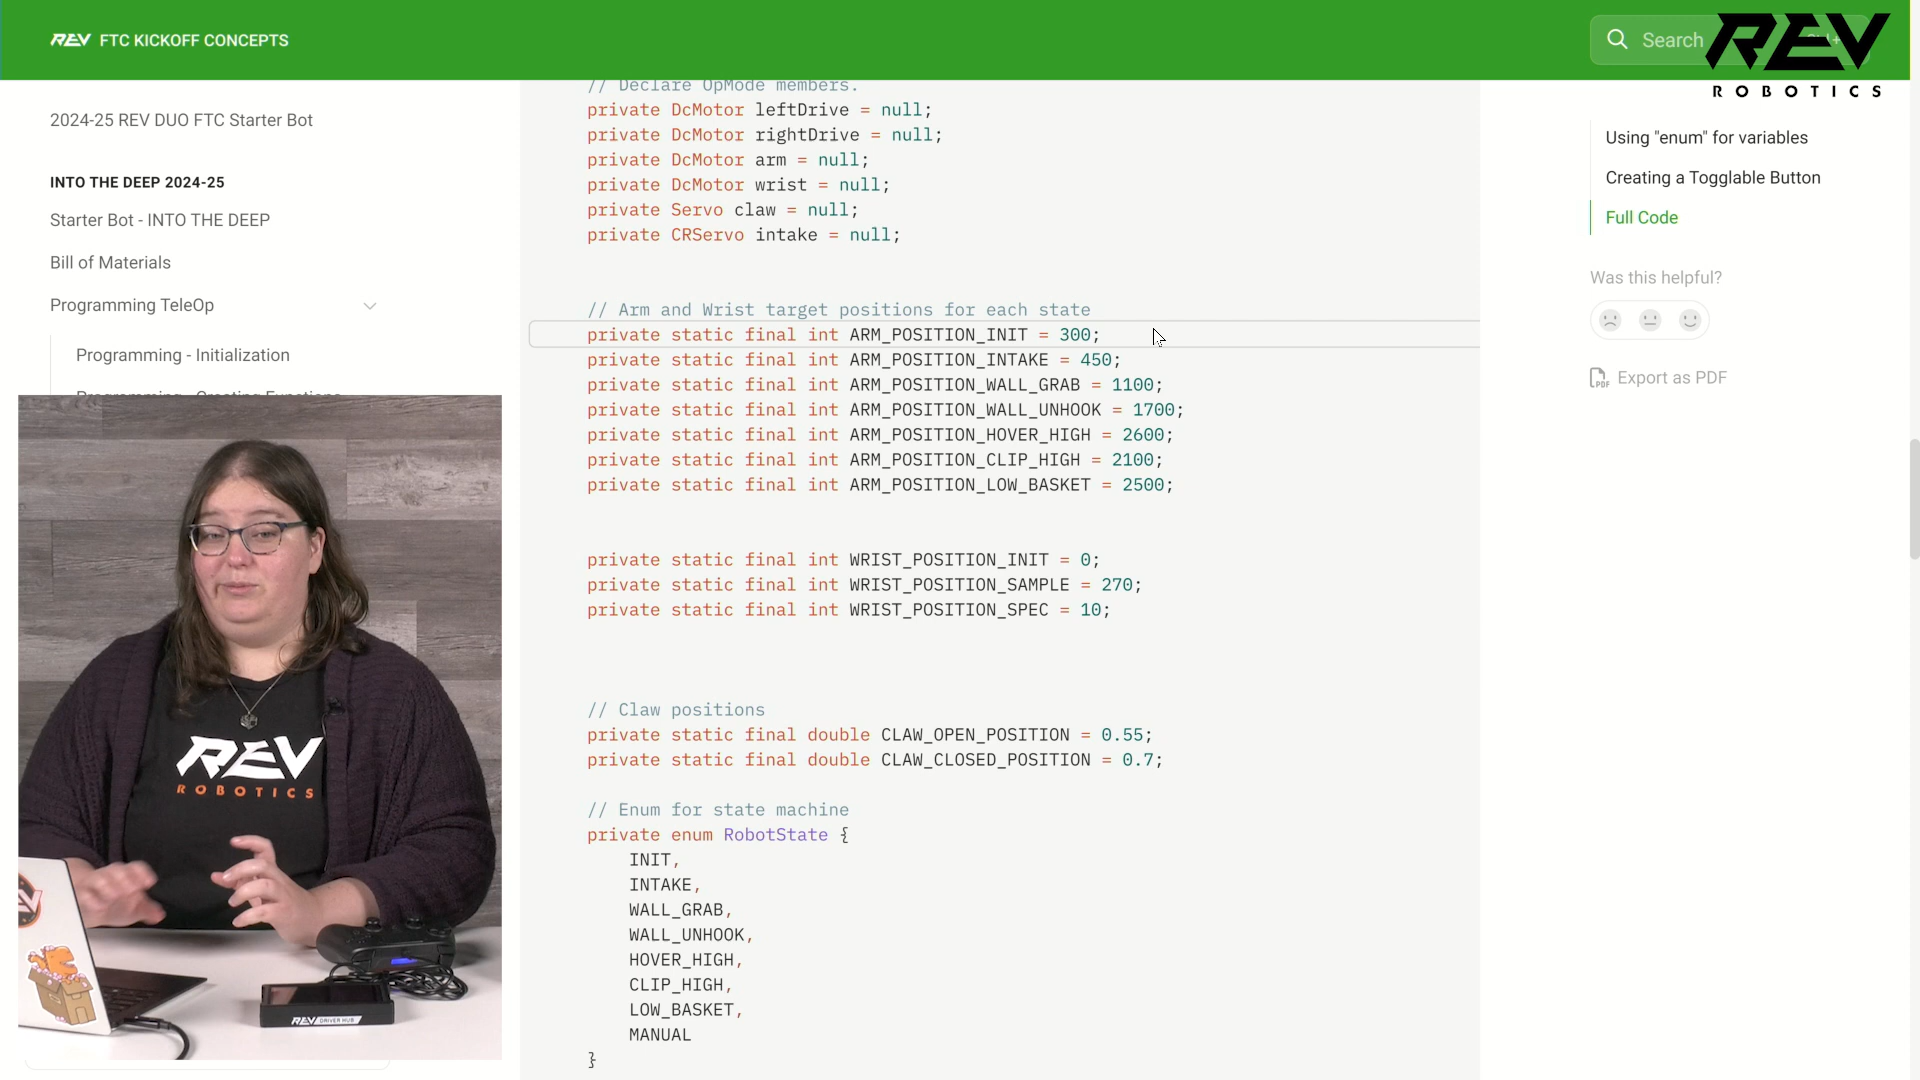 REV FTC KICKOFF CONCEPTS
Search
REV
ROBOTICS
2024-25 REV DUO FTC Starter Bot
INTO THE DEEP 2024-25
Starter Bot - INTO THE DEEP
Bill of Materials
Programming TeleOp
Programming - Initialization
Programming - Creating Functions
// Declare OpMode members.
private DcMotor leftDrive = null;
private DcMotor rightDrive = null;
private DcMotor arm = null;
private DcMotor wrist = null;
private Servo claw = null;
private CRServo intake = null;
// Arm and Wrist target positions for each state
private static final int ARM_POSITION_INIT = 300;
private static final int ARM_POSITION_INTAKE = 450;
private static final int ARM_POSITION_WALL_GRAB = 1100;
private static final int ARM_POSITION_WALL_UNHOOK = 1700;
private static final int ARM_POSITION_HOVER_HIGH = 2600;
private static final int ARM_POSITION_CLIP_HIGH = 2100;
private static final int ARM_POSITION_LOW_BASKET = 2500;
private static final int WRIST_POSITION_INIT = 0;
private static final int WRIST_POSITION_SAMPLE = 270;
private static final int WRIST_POSITION_SPEC = 10;
// Claw positions
private static final double CLAW_OPEN_POSITION = 0.55;
private static final double CLAW_CLOSED_POSITION = 0.7;
// Enum for state machine
private enum RobotState {
INIT,
INTAKE,
WALL_GRAB,
WALL_UNHOOK,
HOVER_HIGH,
CLIP_HIGH,
LOW_BASKET,
MANUAL
}
Using "enum" for variables
Creating a Togglable Button
Full Code
Was this helpful?
PDF
Export as PDF
REV
ROBOTICS
REV DRIVER HUB